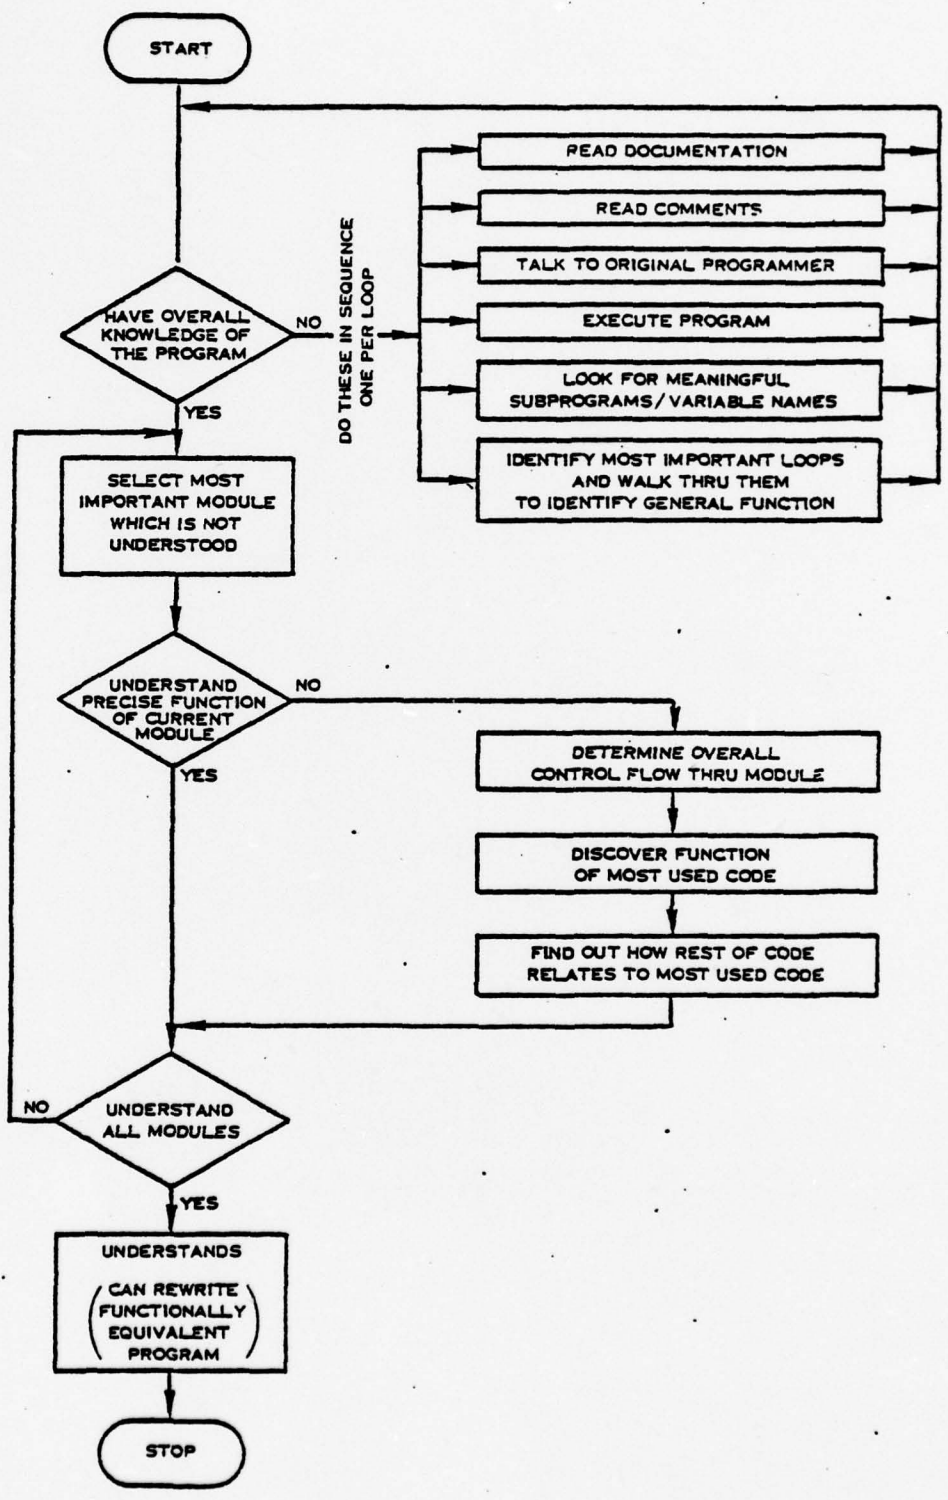 START
HAVE OVERALL
KNOWLEDGE OF
THE PROGRAM
NO
YES
DO THESE IN SEQUENCE
ONE PER LOOP
READ DOCUMENTATION
READ COMMENTS
TALK TO ORIGINAL PROGRAMMER
EXECUTE PROGRAM
LOOK FOR MEANINGFUL
SUBPROGRAMS/VARIABLE NAMES
IDENTIFY MOST IMPORTANT LOOPS
AND WALK THRU THEM
TO IDENTIFY GENERAL FUNCTION
SELECT MOST
IMPORTANT MODULE
WHICH IS NOT
UNDERSTOOD
UNDERSTAND
PRECISE FUNCTION
OF CURRENT
MODULE
NO
YES
DETERMINE OVERALL
CONTROL FLOW THRU MODULE
DISCOVER FUNCTION
OF MOST USED CODE
FIND OUT HOW REST OF CODE
RELATES TO MOST USED CODE
UNDERSTAND
ALL MODULES
NO
YES
UNDERSTANDS
(CAN REWRITE
FUNCTIONALLY
EQUIVALENT
PROGRAM)
STOP